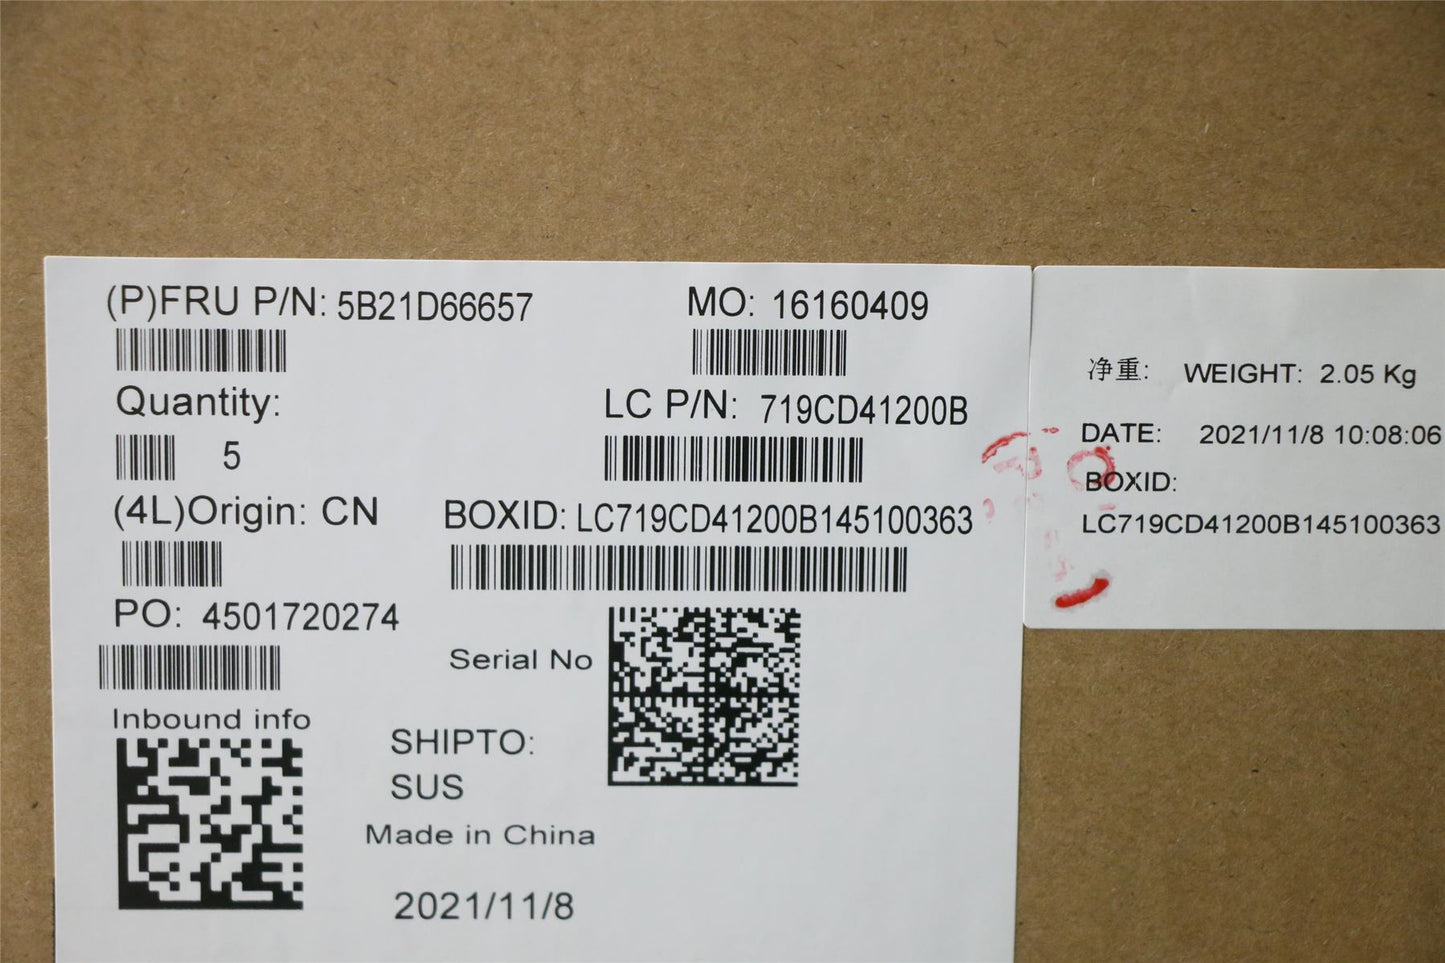 (P)FRU P/N: 5B21D66657
MO: 16160409
Quantity:
5
LC P/N: 719CD41200B
(4L)Origin: CN
BOXID: LC719CD41200B145100363
PO: 4501720274
Serial No
Inbound info
SHIPTO:
SUS
Made in China
2021/11/8
净重: WEIGHT: 2.05 Kg
DATE: 2021/11/8 10:08:06
BOXID:
LC719CD41200B145100363